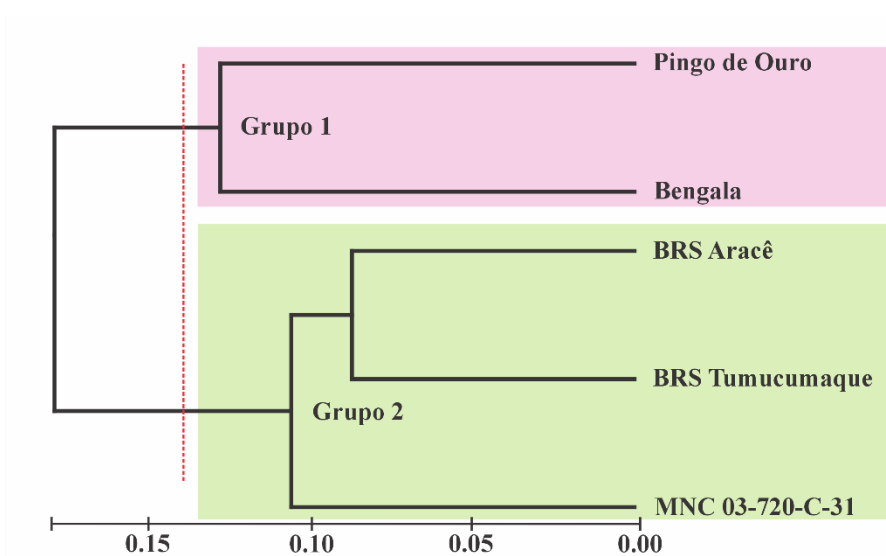 Pingo de Ouro
Grupo 1
Bengala
BRS Aracê
BRS Tumucumaque
Grupo 2
MNC 03-720-C-31
0.15 0.10 0.05 0.00